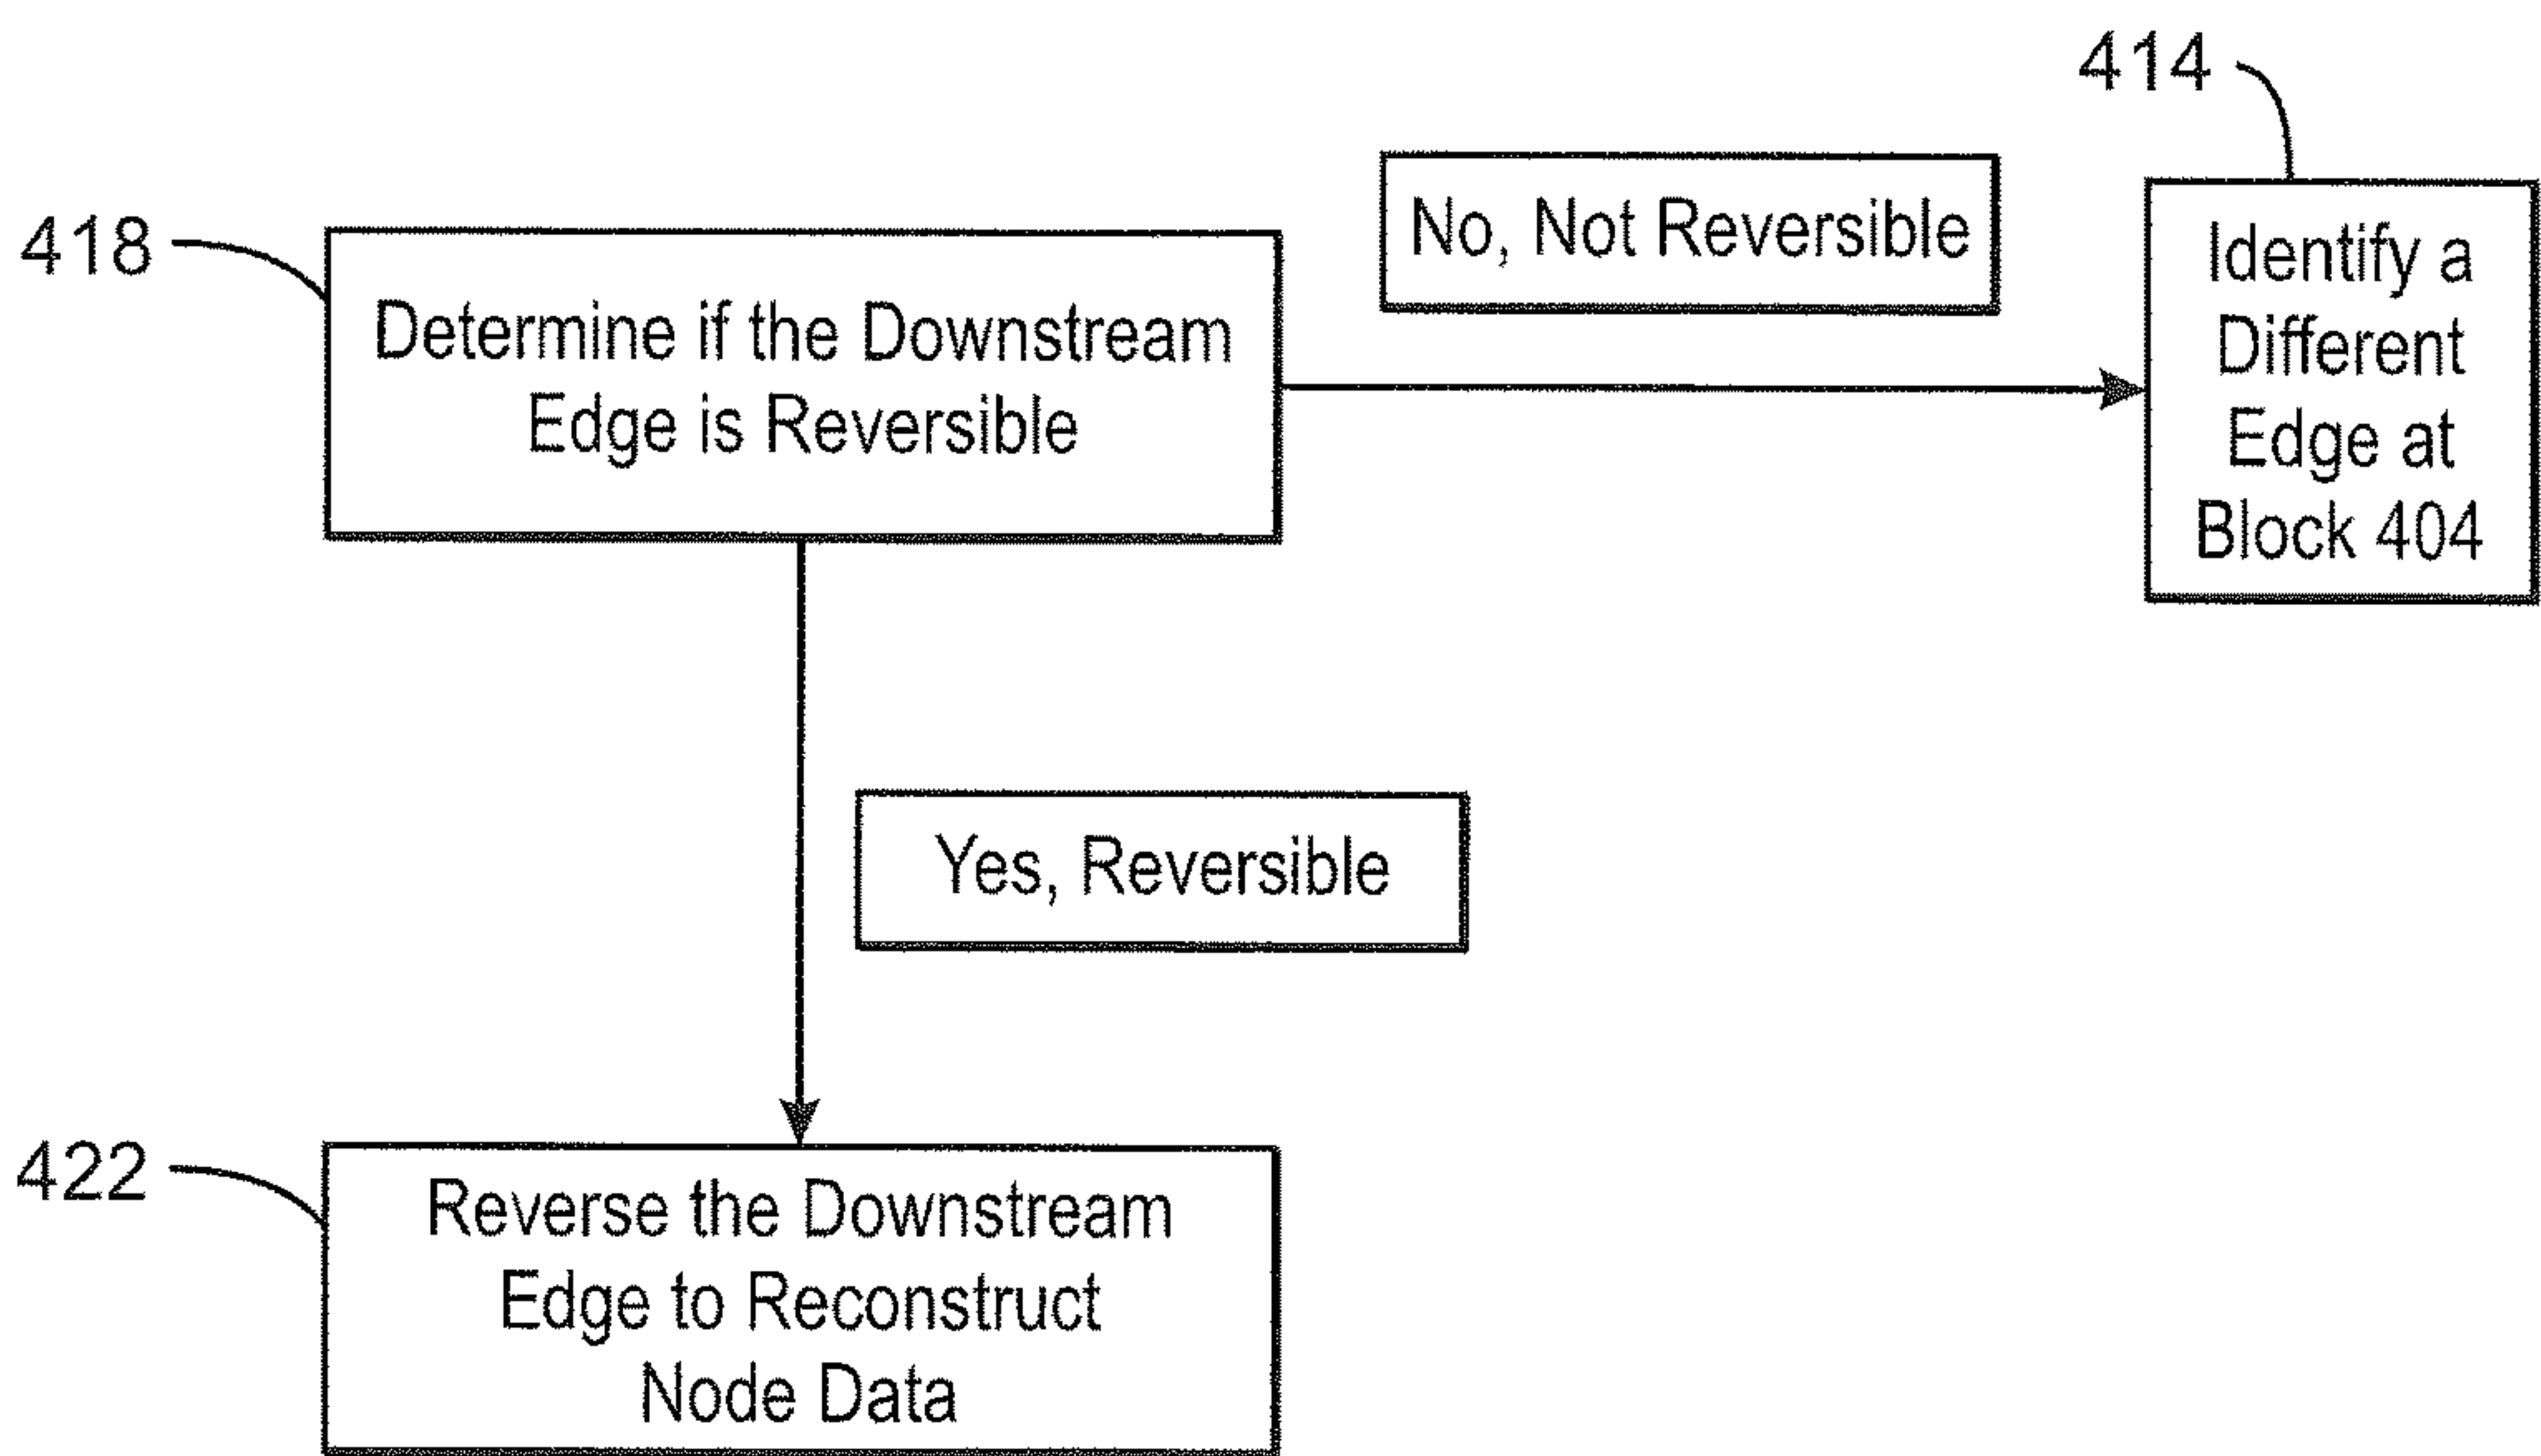 414
No, Not Reversible
418
Determine if the Downstream
Edge is Reversible
Identify a
Different
Edge at
Block 404
Yes, Reversible
422
Reverse the Downstream
Edge to Reconstruct
Node Data